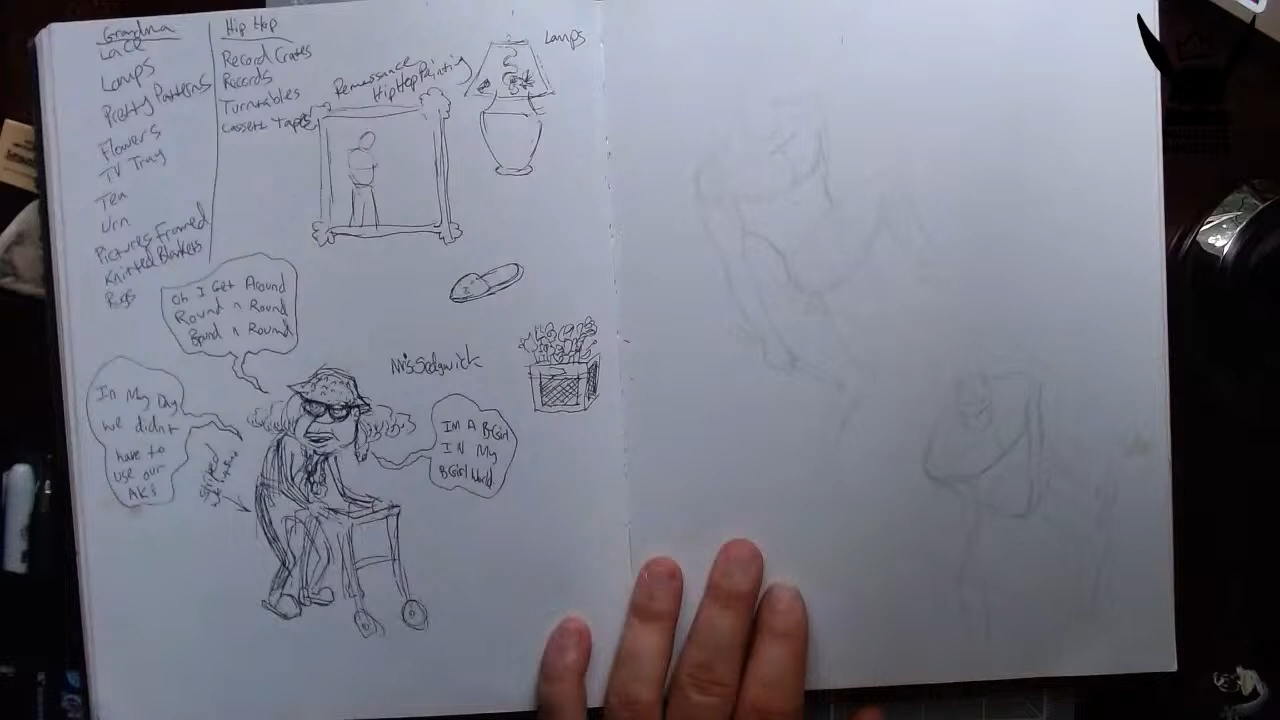 Grandma
Lace
Lamps
Pretty Patterns
Flowers
TV Tray
Tea
Urn
Pictures Framed
Knitted Blankets
Rugs
Hip Hop
Record Crates
Records
Turntables
Cassett Tapes
Renaissance
Hip Hop Painting
Lamps
Oh I Get Around
Round n Round
Round n Round
In My Day
we didnt
have to
use our
AK's
Mrs Sedgwick
Im A BGirl
IN My
BGirl World